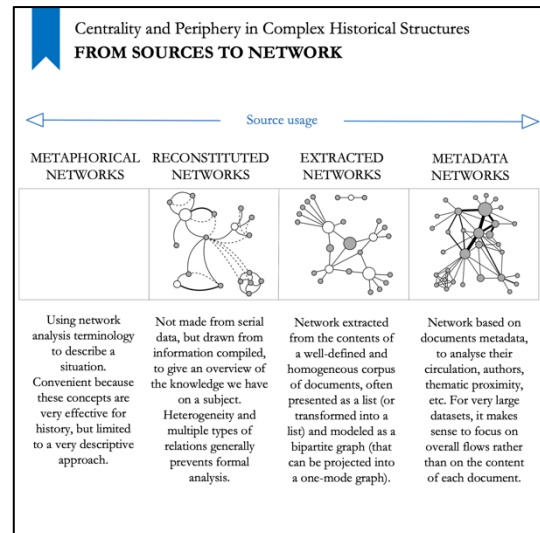 Centrality and Periphery in Complex Historical Structures
FROM SOURCES TO NETWORK
Source usage
METAPHORICAL
NETWORKS
Using network
analysis terminology
to describe a
situation.
Convenient because
these concepts are
very effective for
history, but limited
to a very descriptive
approach.
RECONSTITUTED
NETWORKS
Not made from serial
data, but drawn from
information compiled,
to give an overview of
the knowledge we have
on a subject.
Heterogeneity and
multiple types of
relations generally
prevents formal
analysis.
EXTRACTED
NETWORKS
Network extracted
from the contents of
a well-defined and
homogeneous corpus
of documents, often
presented as a list (or
transformed into a
list) and modeled as a
bipartite graph (that
can be projected into
a one-mode graph).
METADATA
NETWORKS
Network based on
documents metadata,
to analyse their
circulation, authors,
thematic proximity,
etc. For very large
datasets, it makes
sense to focus on
overall flows rather
than on the content
of each document.